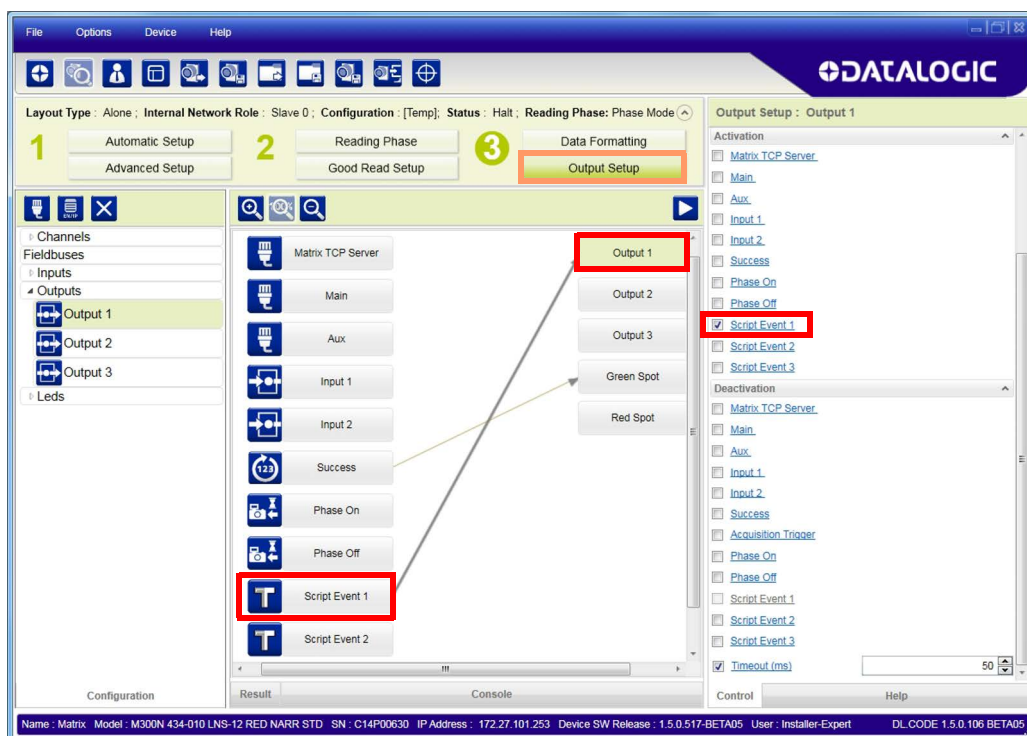 File Options Device Help
DATALOGIC
Layout Type : Alone ; Internal Network Role : Slave 0 ; Configuration : [Temp]; Status : Halt ; Reading Phase: Phase Mode
1 Automatic Setup 2 Reading Phase 3 Data Formatting
Advanced Setup Good Read Setup Output Setup
EN/IP
100%
Channels
Fieldbuses
Inputs
Outputs
Output 1
Output 2
Output 3
Leds
Configuration
Matrix TCP Server
Main
Aux
Input 1
Input 2
123
Success
Phase On
Phase Off
T Script Event 1
T Script Event 2
Output 1
Output 2
Output 3
Green Spot
Red Spot
Result Console
Output Setup : Output 1
Activation
Matrix TCP Server
Main
Aux
Input 1
Input 2
Success
Phase On
Phase Off
Script Event 1
Script Event 2
Script Event 3
Deactivation
Matrix TCP Server
Main
Aux
Input 1
Input 2
Success
Acquisition Trigger
Phase On
Phase Off
Script Event 1
Script Event 2
Script Event 3
Timeout (ms) 50
Control Help
Name : Matrix Model : M300N 434-010 LNS-12 RED NARR STD SN : C14P00630 IP Address : 172.27.101.253 Device SW Release : 1.5.0.517-BETA05 User : Installer-Expert DL.CODE 1.5.0.106 BETA05